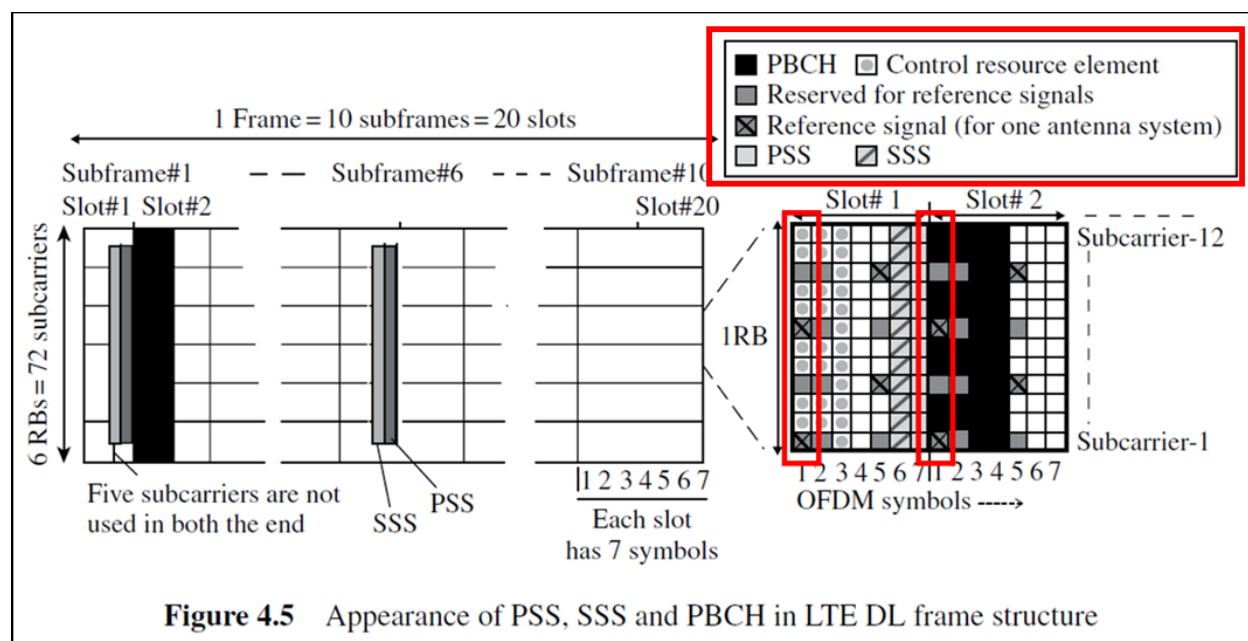 PBCH Control resource element
Reserved for reference signals
Reference signal (for one antenna system)
PSS SSS
1 Frame = 10 subframes = 20 slots
Subframe#1 Subframe#6 Subframe#10
Slot#1 Slot#2 Slot#20
Slot# 1 Slot# 2
6 RBs = 72 subcarriers
1RB
Subcarrier-12
Subcarrier-1
1 2 3 4 5 6 7
1 2 3 4 5 6 7 1 2 3 4 5 6 7
OFDM symbols
Five subcarriers are not
used in both the end
SSS
PSS
Each slot
has 7 symbols
Figure 4.5 Appearance of PSS, SSS and PBCH in LTE DL frame structure